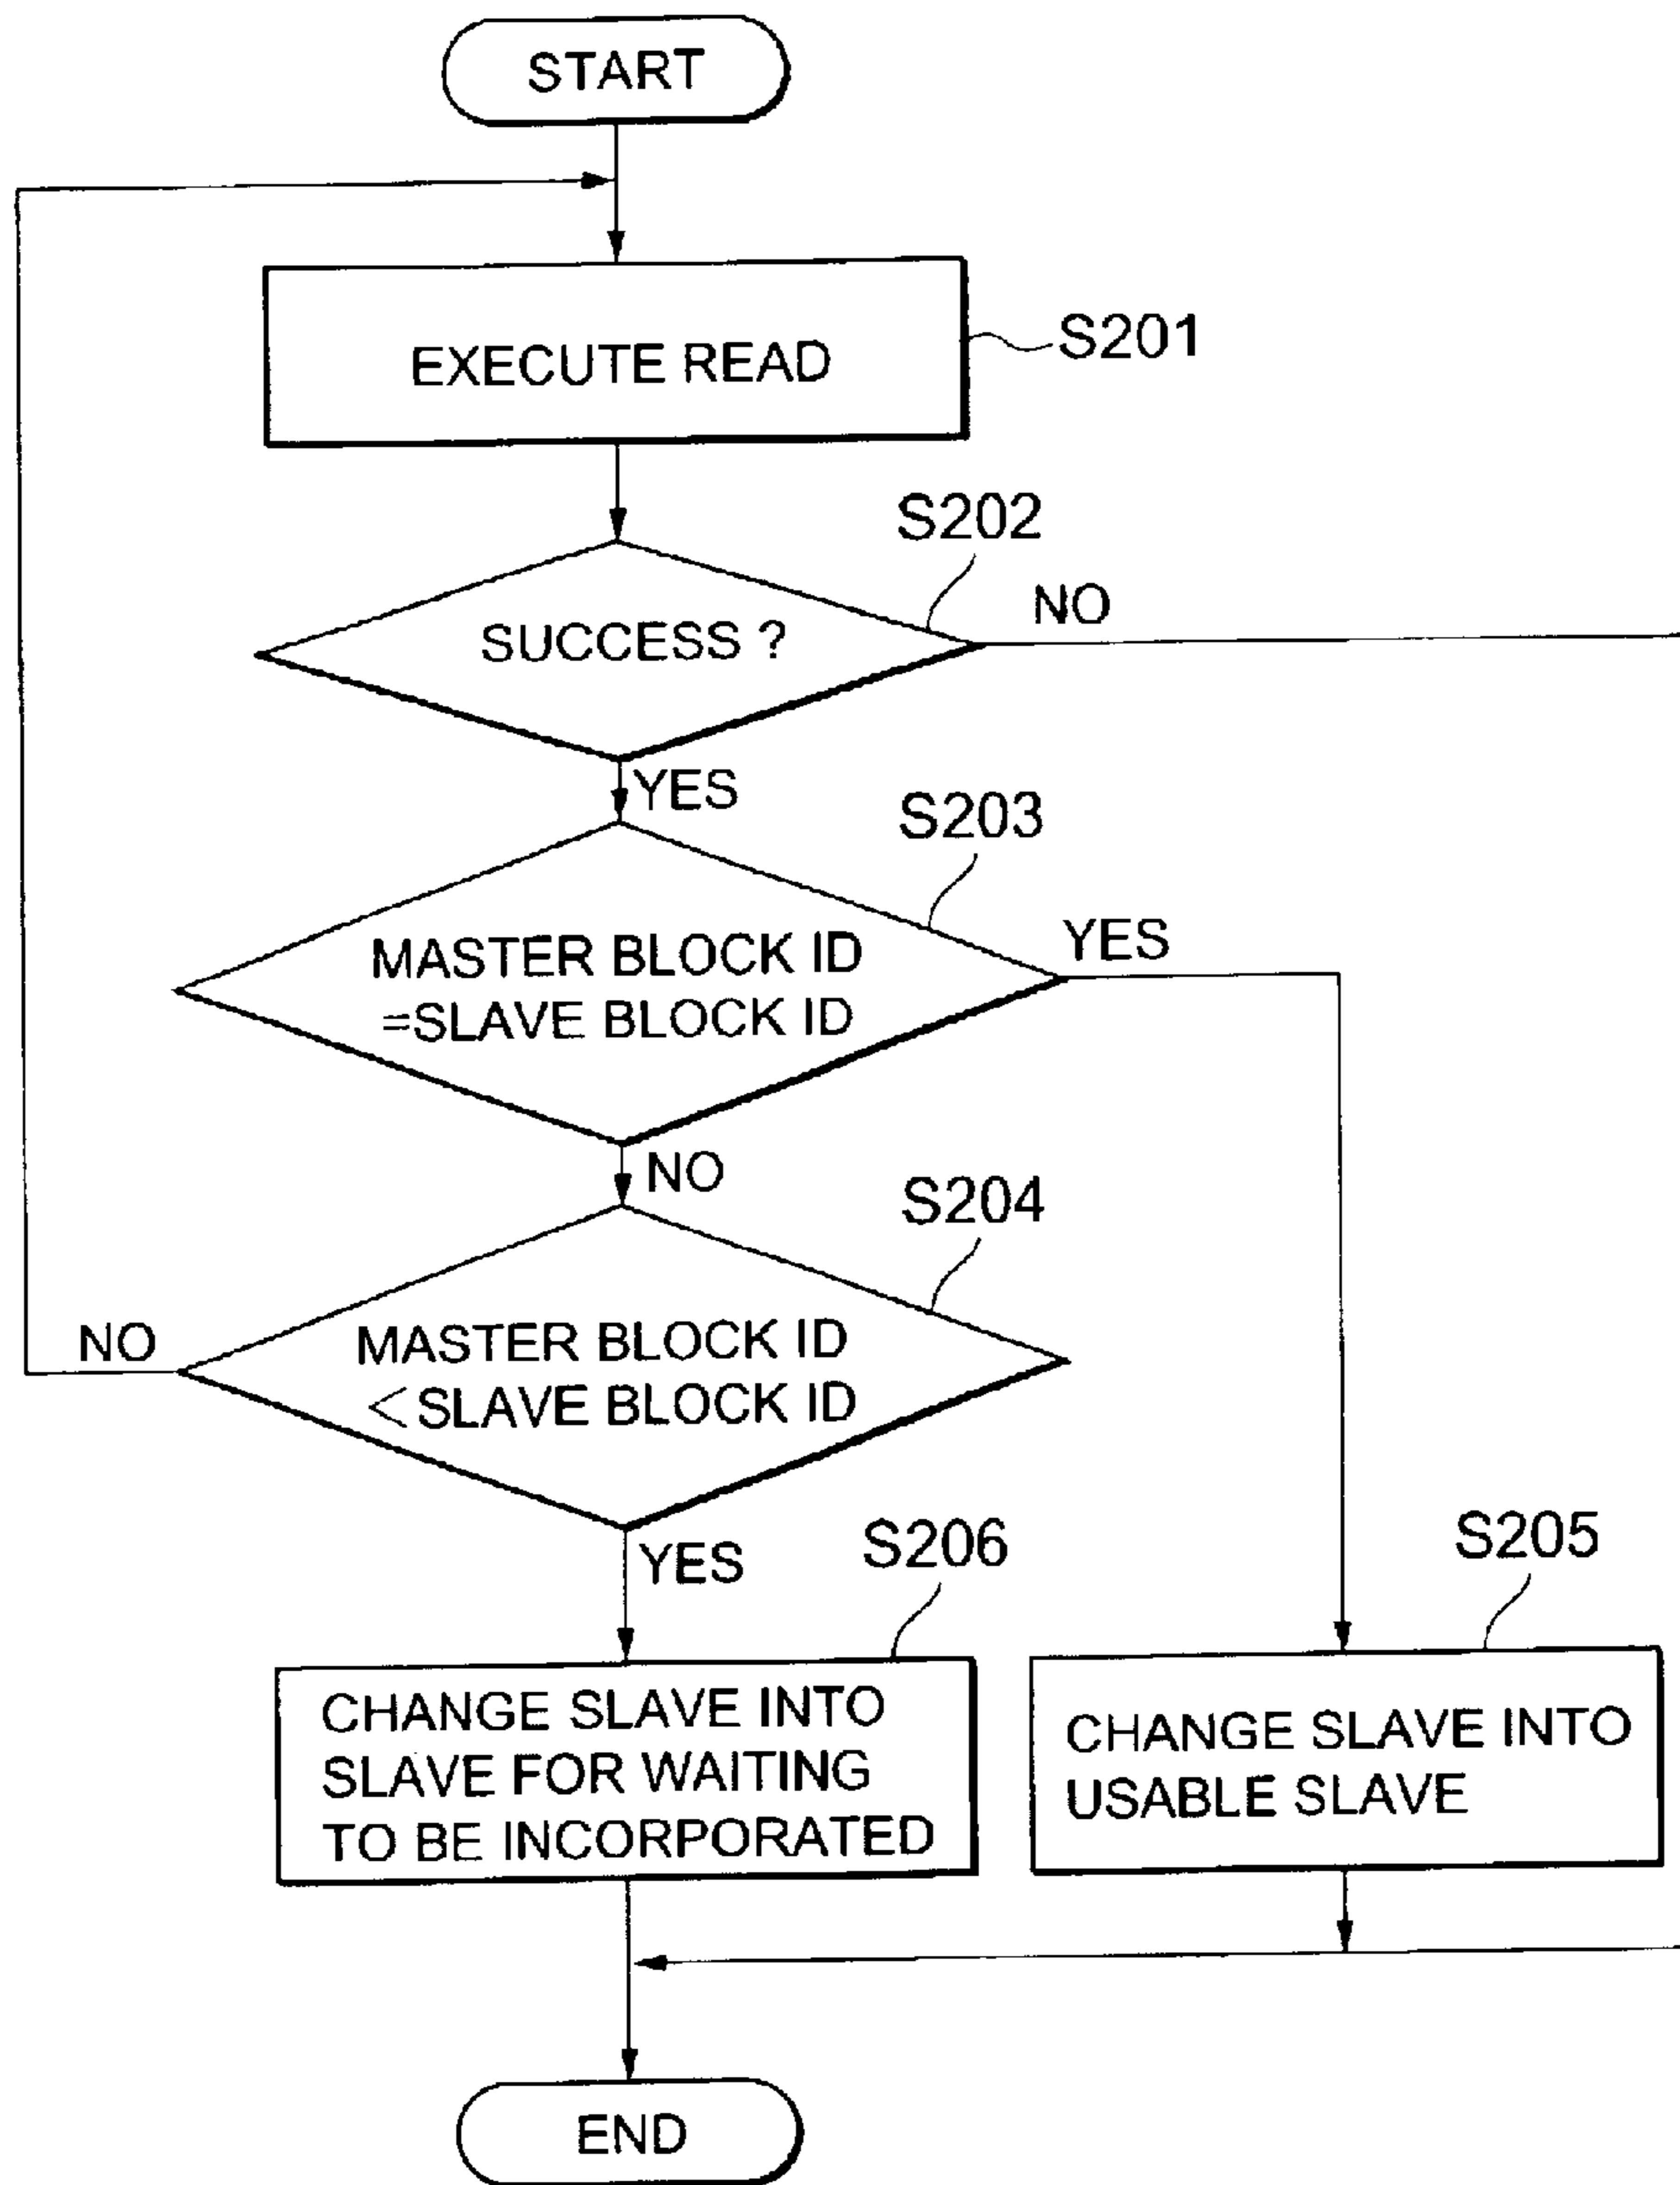 START
EXECUTE READ
S201
S202
SUCCESS ?
NO
YES
S203
MASTER BLOCK ID
=SLAVE BLOCK ID
YES
NO
S204
MASTER BLOCK ID
<SLAVE BLOCK ID
NO
YES
S206
CHANGE SLAVE INTO
SLAVE FOR WAITING
TO BE INCORPORATED
S205
CHANGE SLAVE INTO
USABLE SLAVE
END